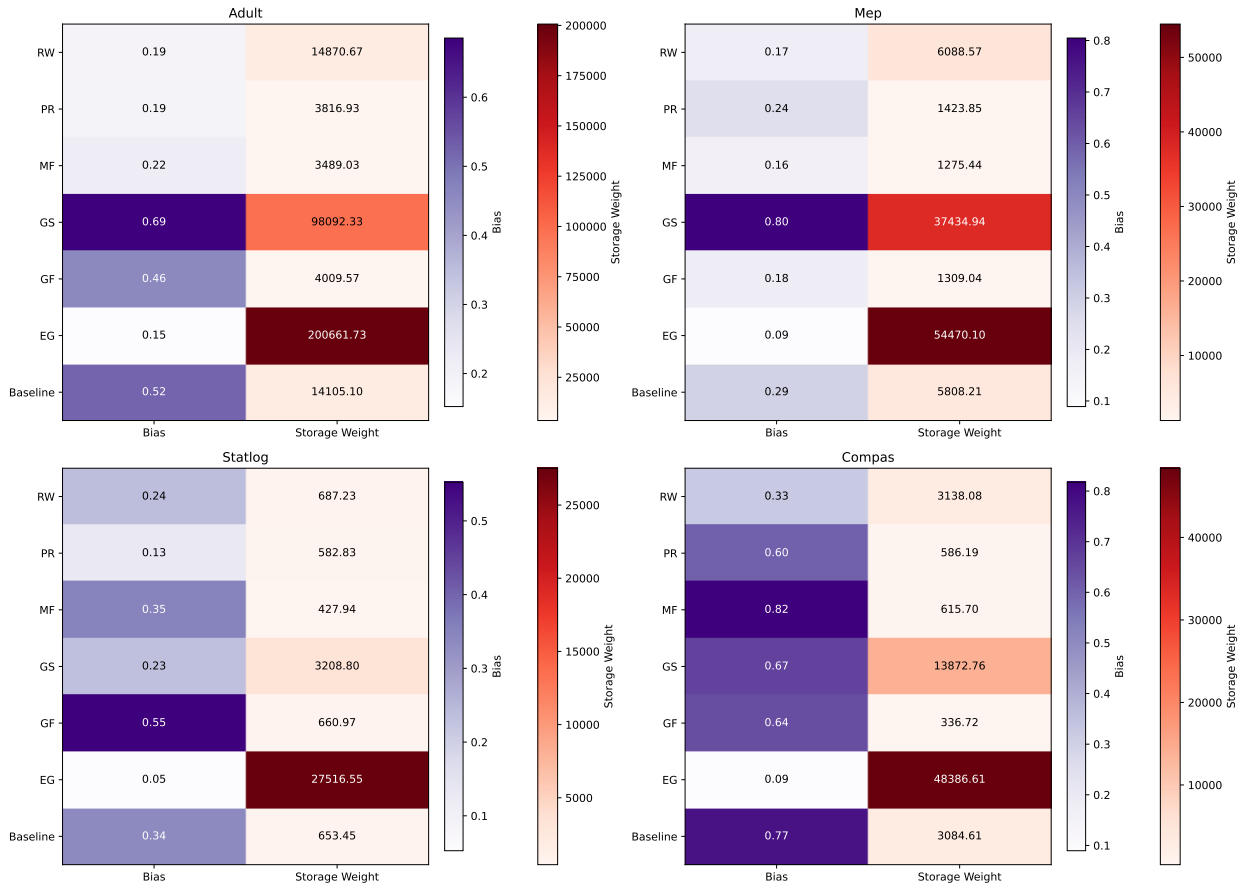 Adult
RW 0.19 14870.67
PR 0.19 3816.93
MF 0.22 3489.03
GS 0.69 98092.33
GF 0.46 4009.57
EG 0.15 200661.73
Baseline 0.52 14105.10
Bias Storage Weight
0.6
0.5
0.4
0.3
0.2
Bias
200000
175000
150000
125000
100000
75000
50000
25000
Storage Weight
Mep
RW 0.17 6088.57
PR 0.24 1423.85
MF 0.16 1275.44
GS 0.80 37434.94
GF 0.18 1309.04
EG 0.09 54470.10
Baseline 0.29 5808.21
Bias Storage Weight
0.8
0.7
0.6
0.5
0.4
0.3
0.2
0.1
Bias
50000
40000
30000
20000
10000
Storage Weight
Statlog
RW 0.24 687.23
PR 0.13 582.83
MF 0.35 427.94
GS 0.23 3208.80
GF 0.55 660.97
EG 0.05 27516.55
Baseline 0.34 653.45
Bias Storage Weight
0.5
0.4
0.3
0.2
0.1
Bias
25000
20000
15000
10000
5000
Storage Weight
Compas
RW 0.33 3138.08
PR 0.60 586.19
MF 0.82 615.70
GS 0.67 13872.76
GF 0.64 336.72
EG 0.09 48386.61
Baseline 0.77 3084.61
Bias Storage Weight
0.8
0.7
0.6
0.5
0.4
0.3
0.2
0.1
Bias
40000
30000
20000
10000
Storage Weight